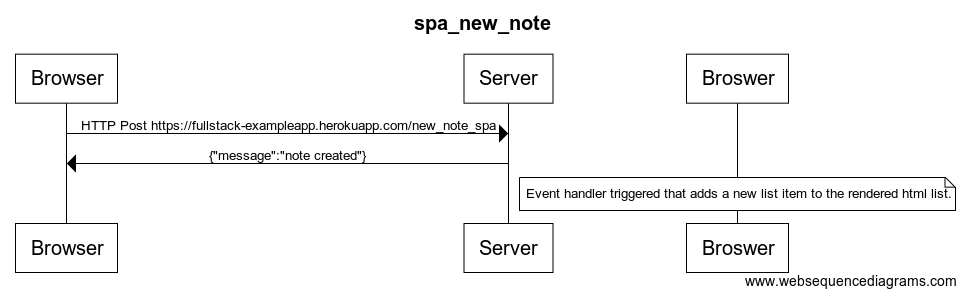 spa_new_note
Browser Server Broswer
HTTP Post https://fullstack-exampleapp.herokuapp.com/new_note_spa
{"message":"note created"}
Event handler triggered that adds a new list item to the rendered html list.
Browser Server Broswer
www.websequencediagrams.com